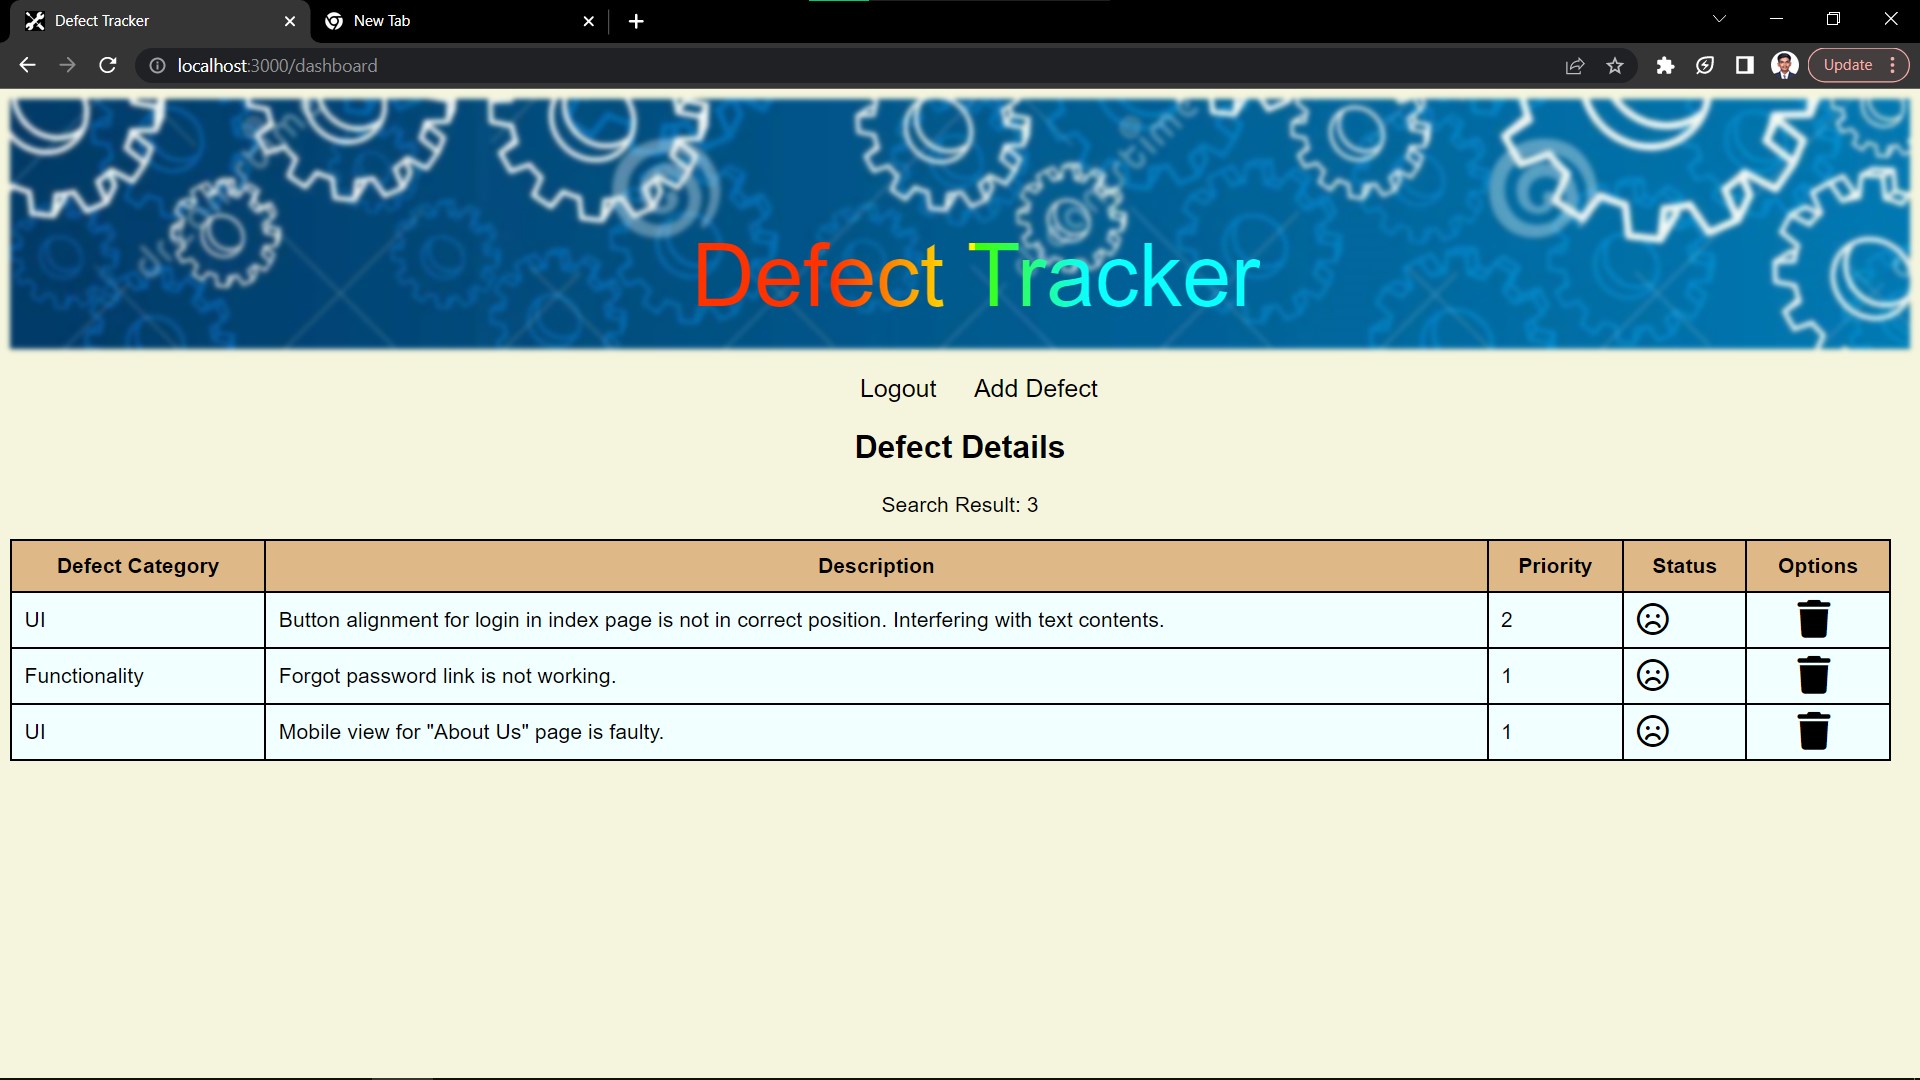 Defect Tracker
New Tab
localhost:3000/dashboard
Update
Defect Tracker
Logout Add Defect
Defect Details
Search Result: 3
Defect Category Description Priority Status Options
UI Button alignment for login in index page is not in correct position. Interfering with text contents. 2
Functionality Forgot password link is not working. 1
UI Mobile view for "About Us" page is faulty. 1